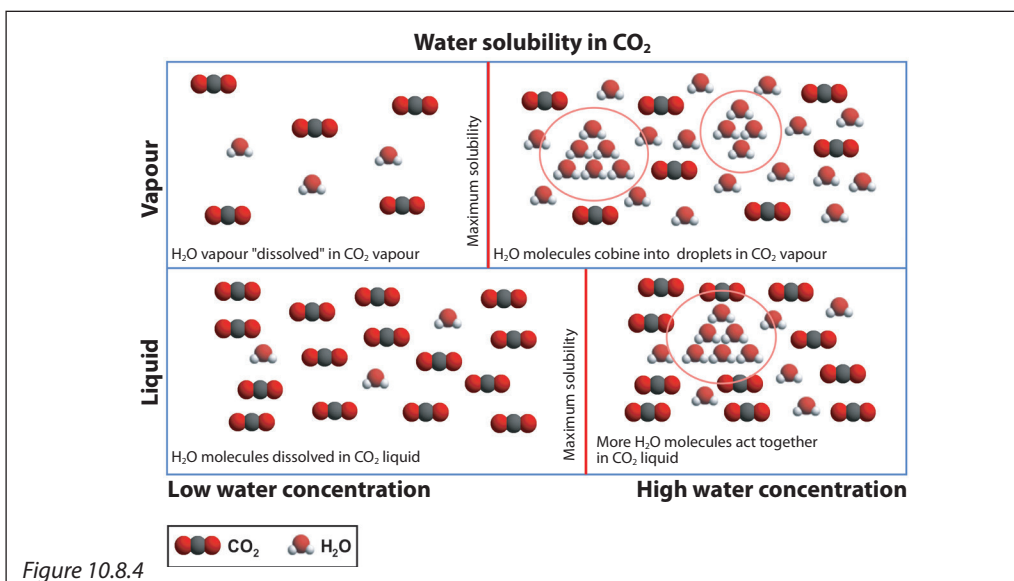 Water solubility in CO₂
Vapour
Maximum solubility
H₂O vapour "dissolved" in CO₂ vapour
H₂O molecules cobine into droplets in CO₂ vapour
Liquid
Maximum solubility
H₂O molecules dissolved in CO₂ liquid
More H₂O molecules act together
in CO₂ liquid
Low water concentration
High water concentration
CO₂
H₂O
Figure 10.8.4